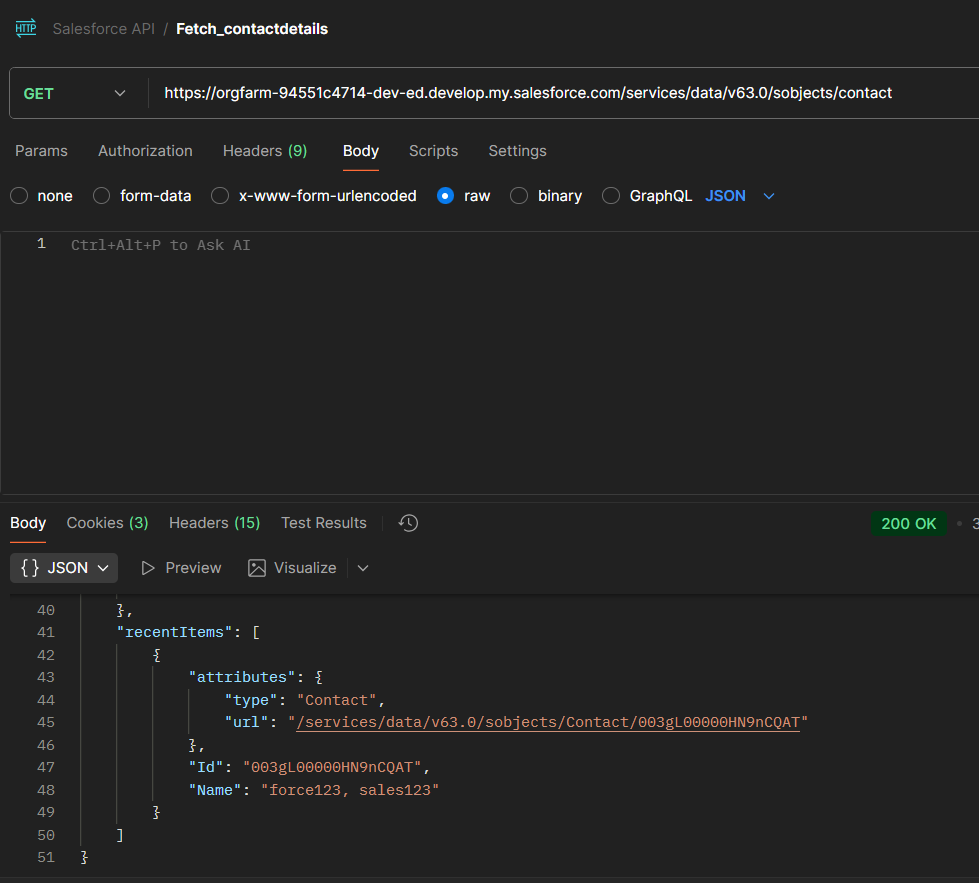 HTTP Salesforce API / Fetch_contactdetails
GET https://orgfarm-94551c4714-dev-ed.develop.my.salesforce.com/services/data/v63.0/sobjects/contact
Params Authorization Headers (9) Body Scripts Settings
none form-data x-www-form-urlencoded raw binary GraphQL JSON
1 Ctrl+Alt+P to Ask AI
Body Cookies (3) Headers (15) Test Results 200 OK • 3
{} JSON Preview Visualize
40 },
41 "recentItems": [
42 {
43 "attributes": {
44 "type": "Contact",
45 "url": "/services/data/v63.0/sobjects/Contact/003gL00000HN9nCQAT"
46 },
47 "Id": "003gL00000HN9nCQAT",
48 "Name": "force123, sales123"
49 }
50 ]
51 }